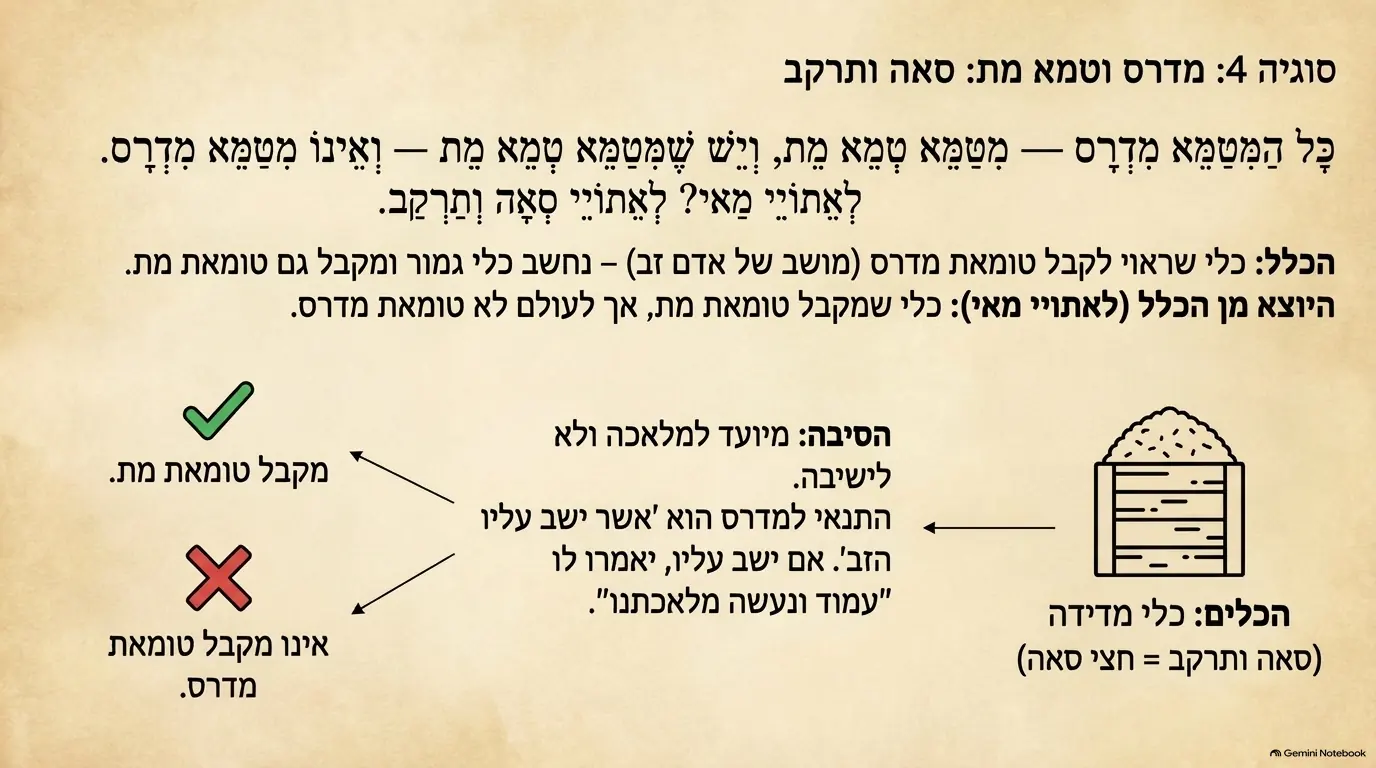 סוגיה 4: מדרס וטמא מת: סאה ותרקב
כׇּל הַמִּטַּמֵּא מִדְרָס — מִטַּמֵּא טְמֵא מֵת, וְיֵשׁ שֶׁמִּטַּמֵּא טְמֵא מֵת — וְאֵינוֹ מִטַּמֵּא מִדְרָס.
לְאֵתוֹיֵי מַאי? לְאֵתוֹיֵי סְאָה וְתַרְקַב.
הכלל: כלי שראוי לקבל טומאת מדרס (מושב של אדם זב) – נחשב כלי גמור ומקבל גם טומאת מת.
היוצא מן הכלל (לאתויי מאי): כלי שמקבל טומאת מת, אך לעולם לא טומאת מדרס.
הכלים: כלי מדידה
(סאה ותרקב = חצי סאה)
הסיבה: מיועד למלאכה ולא
לישיבה.
התנאי למדרס הוא 'אשר ישב עליו
הזב'. אם ישב עליו, יאמרו לו
"עמוד ונעשה מלאכתנו".
מקבל טומאת מת.
אינו מקבל טומאת
מדרס.
Gemini Notebook